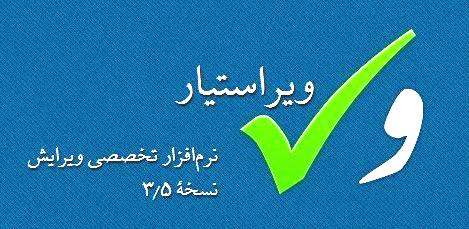 ویراستیار
نرم‌افزار تخصصی ویرایش
نسخهٔ ۳٫۵
و